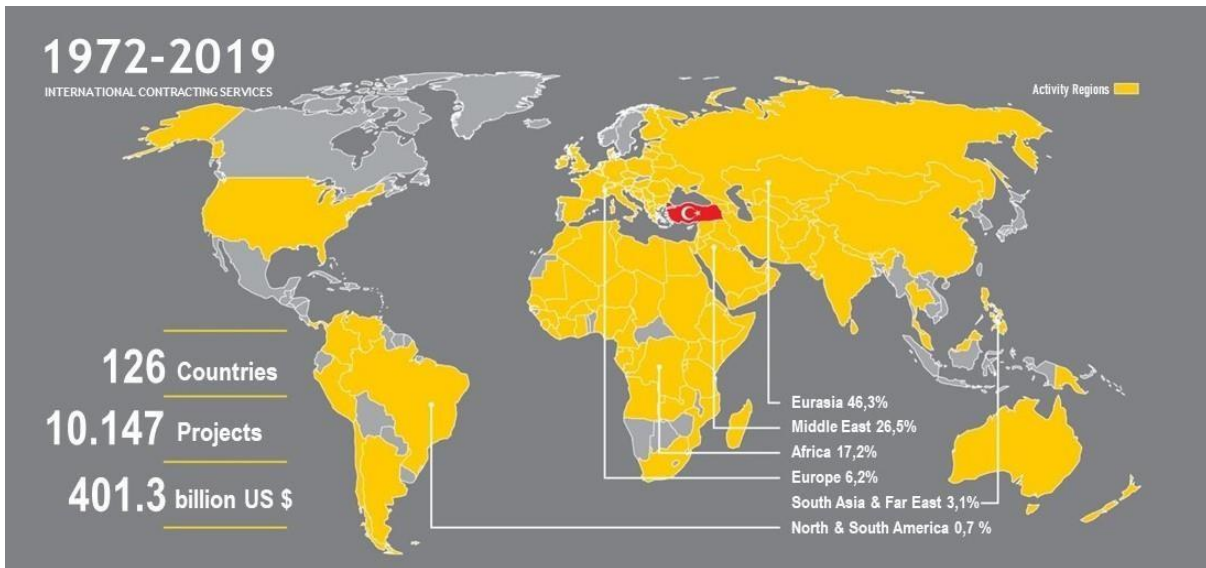 1972-2019
INTERNATIONAL CONTRACTING SERVICES
Activity Regions
126 Countries
10.147 Projects
401.3 billion US $
Eurasia 46,3%
Middle East 26,5%
Africa 17,2%
Europe 6,2%
South Asia & Far East 3,1%
North & South America 0,7 %